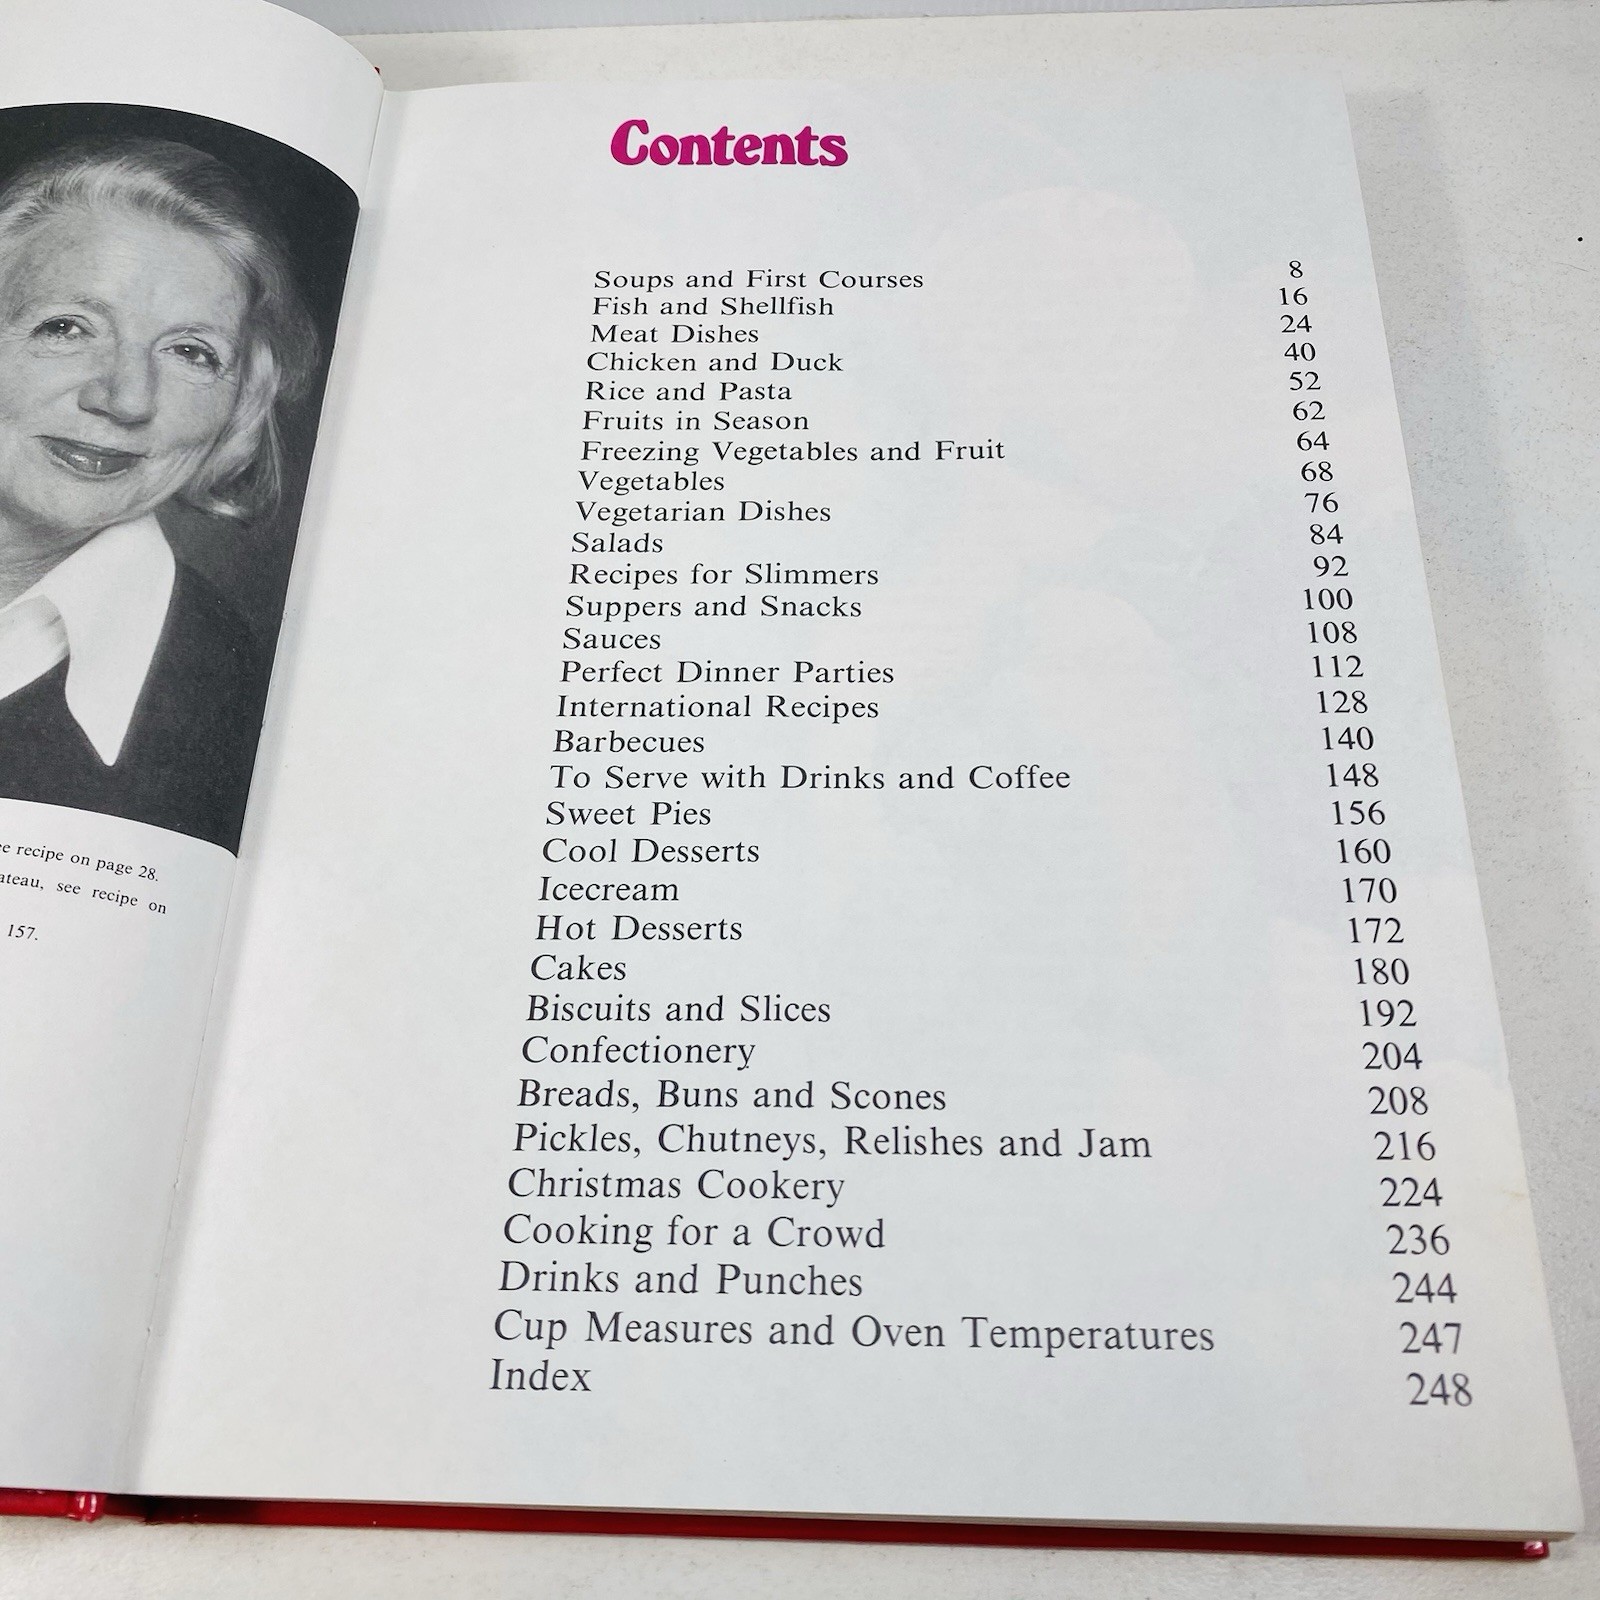 e recipe on page 28.
ateau, see recipe on
157.
Contents
Soups and First Courses 8
Fish and Shellfish 16
Meat Dishes 24
Chicken and Duck 40
Rice and Pasta 52
Fruits in Season 62
Freezing Vegetables and Fruit 64
Vegetables 68
Vegetarian Dishes 76
Salads 84
Recipes for Slimmers 92
Suppers and Snacks 100
Sauces 108
Perfect Dinner Parties 112
International Recipes 128
Barbecues 140
To Serve with Drinks and Coffee 148
Sweet Pies 156
Cool Desserts 160
Icecream 170
Hot Desserts 172
Cakes 180
Biscuits and Slices 192
Confectionery 204
Breads, Buns and Scones 208
Pickles, Chutneys, Relishes and Jam 216
Christmas Cookery 224
Cooking for a Crowd 236
Drinks and Punches 244
Cup Measures and Oven Temperatures 247
Index 248